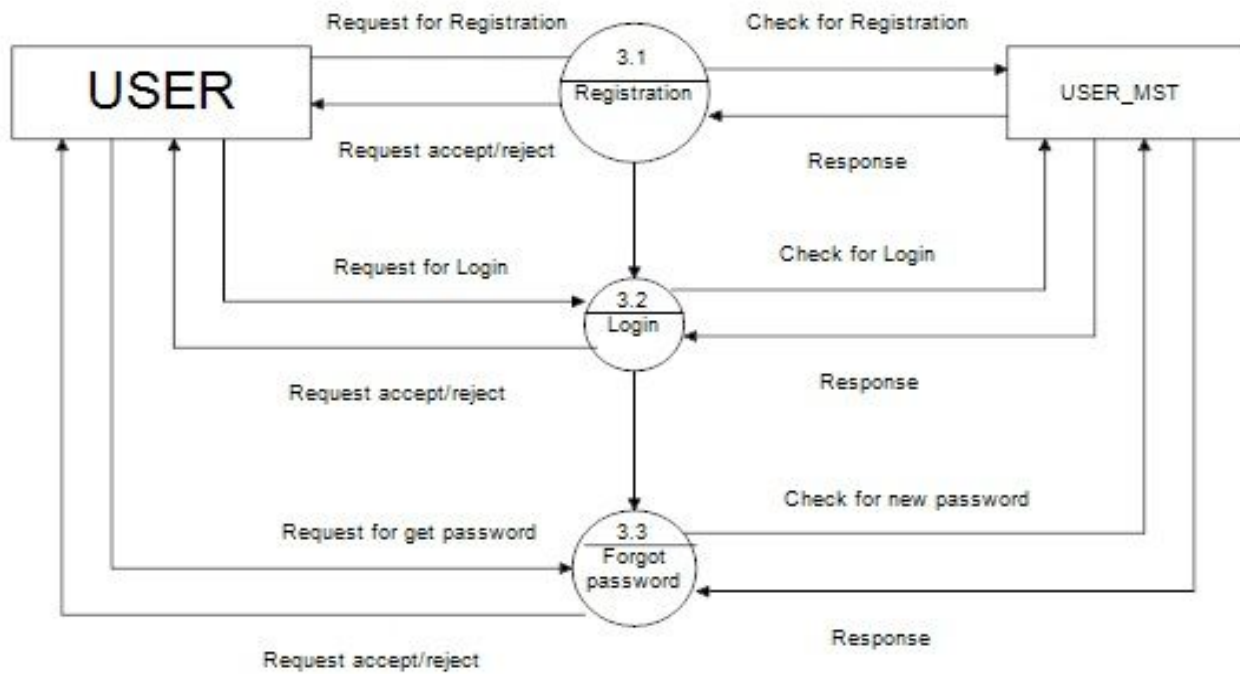 Request for Registration
Check for Registration
USER
3.1
Registration
USER_MST
Request accept/reject
Response
Request for Login
Check for Login
3.2
Login
Request accept/reject
Response
Request for get password
Check for new password
3.3
Forgot
password
Request accept/reject
Response